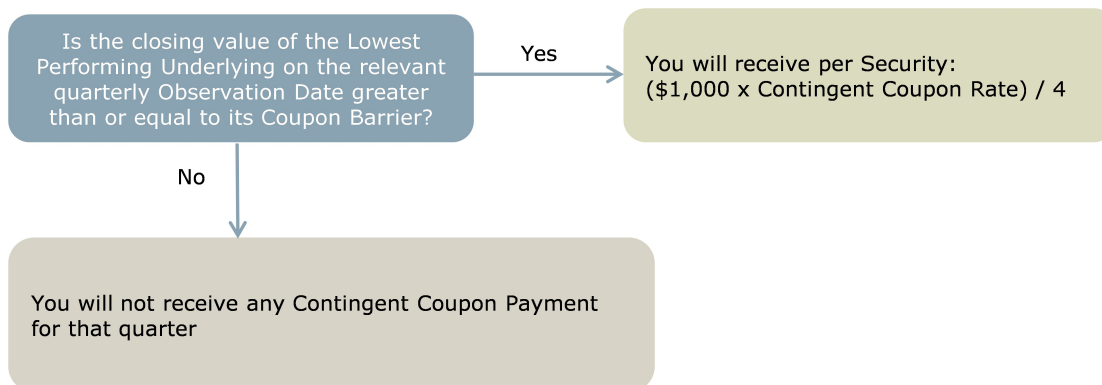 Is the closing value of the Lowest
Performing Underlying on the relevant
quarterly Observation Date greater
than or equal to its Coupon Barrier?
Yes
You will receive per Security:
($1,000 x Contingent Coupon Rate) / 4
No
You will not receive any Contingent Coupon Payment
for that quarter